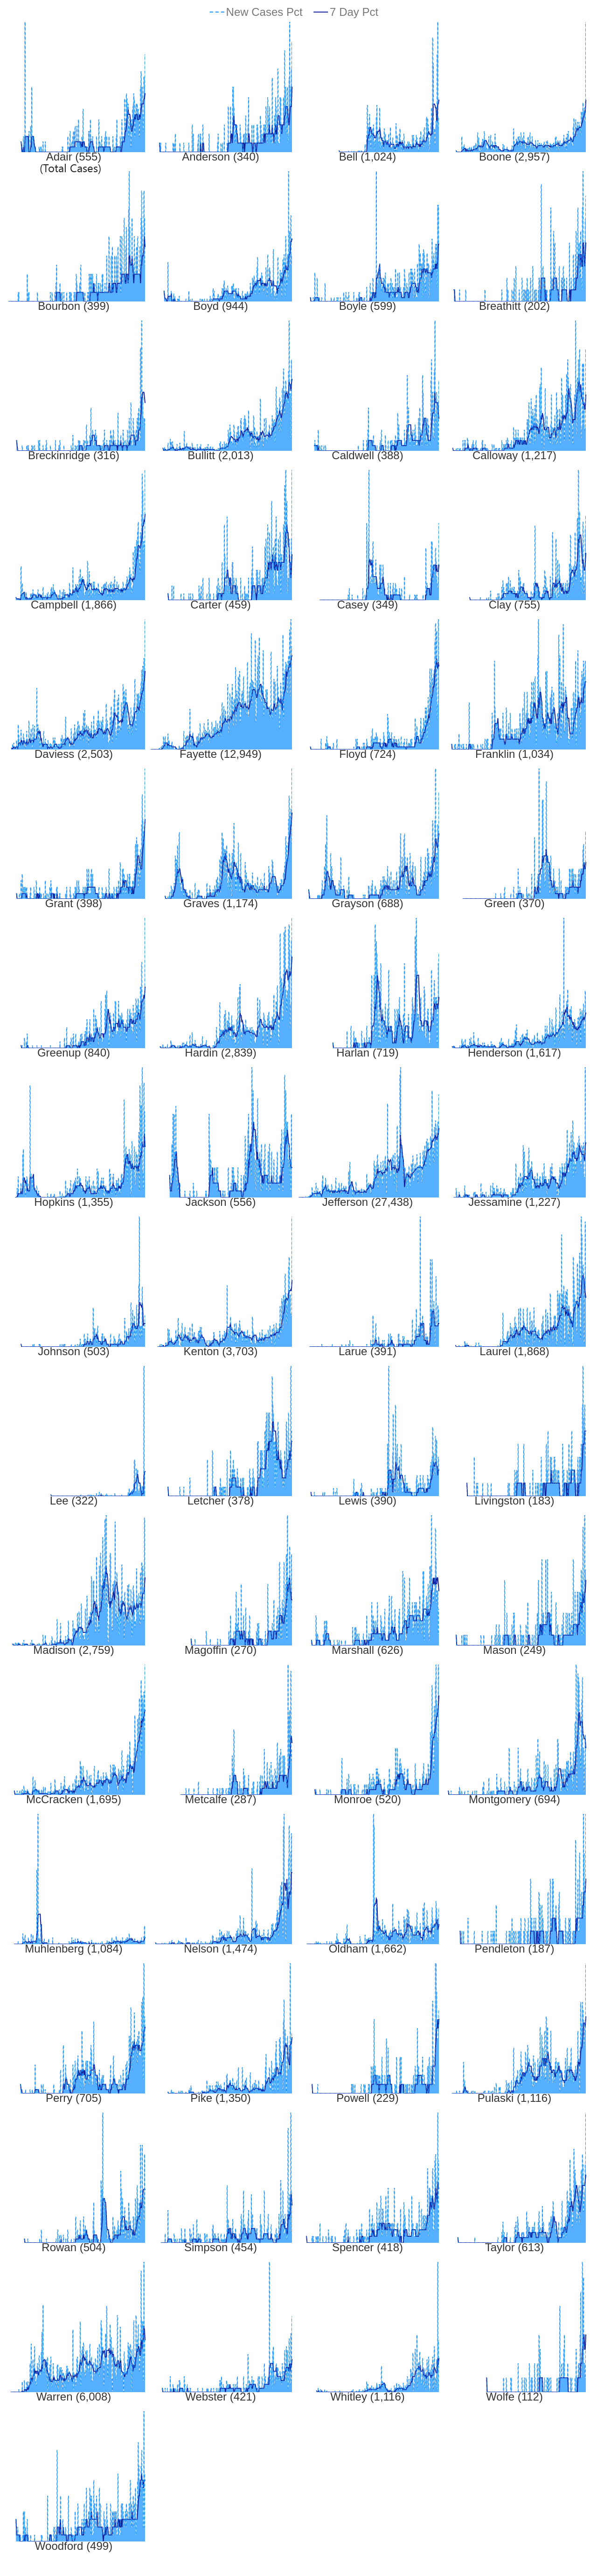 New Cases Pct 7 Day Pct
Adair (555) Anderson (340) Bell (1,024) Boone (2,957)
(Total Cases)
Bourbon (399) Boyd (944) Boyle (599) Breathitt (202)
Breckinridge (316) Bullitt (2,013) Caldwell (388) Calloway (1,217)
Campbell (1,866) Carter (459) Casey (349) Clay (755)
Daviess (2,503) Fayette (12,949) Floyd (724) Franklin (1,034)
Grant (398) Graves (1,174) Grayson (688) Green (370)
Greenup (840) Hardin (2,839) Harlan (719) Henderson (1,617)
Hopkins (1,355) Jackson (556) Jefferson (27,438) Jessamine (1,227)
Johnson (503) Kenton (3,703) Larue (391) Laurel (1,868)
Lee (322) Letcher (378) Lewis (390) Livingston (183)
Madison (2,759) Magoffin (270) Marshall (626) Mason (249)
McCracken (1,695) Metcalfe (287) Monroe (520) Montgomery (694)
Muhlenberg (1,084) Nelson (1,474) Oldham (1,662) Pendleton (187)
Perry (705) Pike (1,350) Powell (229) Pulaski (1,116)
Rowan (504) Simpson (454) Spencer (418) Taylor (613)
Warren (6,008) Webster (421) Whitley (1,116) Wolfe (112)
Woodford (499)